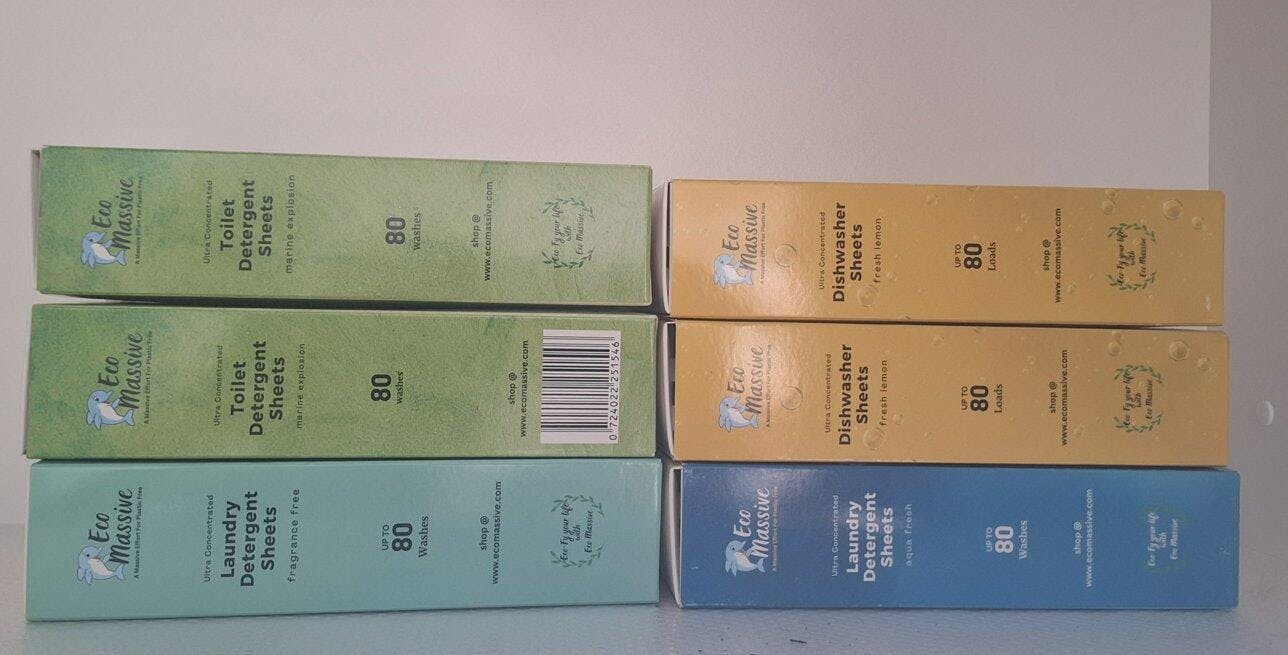 Eco
Massive
A Massive Effort For Plastic Free
Ultra Concentrated
Toilet
Detergent
Sheets
marine explosion
80
washes
shop @
www.ecomassive.com
Eco-Fy your life
with
Eco Massive
Eco
Massive
A Massive Effort For Plastic Free
Ultra Concentrated
Dishwasher
Sheets
fresh lemon
UP TO
80
Loads
shop @
www.ecomassive.com
Eco-Fy your life
with
Eco Massive
Eco
Massive
A Massive Effort For Plastic Free
Ultra Concentrated
Toilet
Detergent
Sheets
marine explosion
80
washes
shop @
www.ecomassive.com
0 724022 251546
Eco
Massive
A Massive Effort For Plastic Free
Ultra Concentrated
Dishwasher
Sheets
fresh lemon
UP TO
80
Loads
shop @
www.ecomassive.com
Eco-Fy your life
with
Eco Massive
Eco
Massive
A Massive Effort For Plastic Free
Ultra Concentrated
Laundry
Detergent
Sheets
fragrance free
UP TO
80
Washes
shop @
www.ecomassive.com
Eco-Fy your life
with
Eco Massive
Eco
Massive
A Massive Effort For Plastic Free
Ultra Concentrated
Laundry
Detergent
Sheets
aqua fresh
UP TO
80
Washes
shop @
www.ecomassive.com
Eco-Fy your life
with
Eco Massive